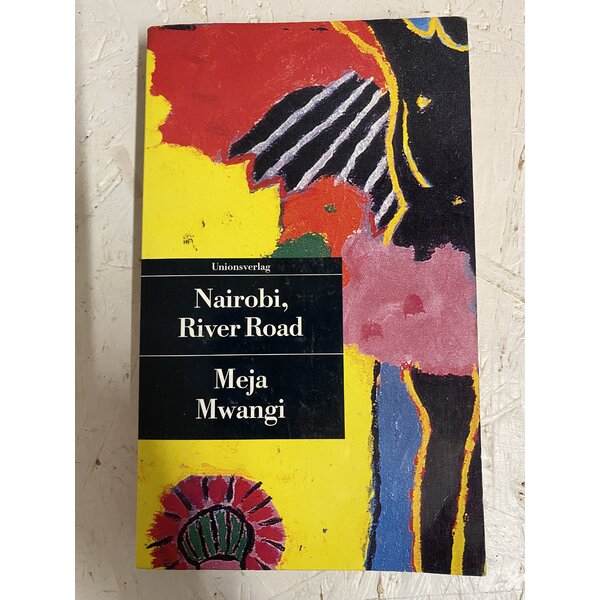 Unionsverlag
Nairobi,
River Road
Meja
Mwangi